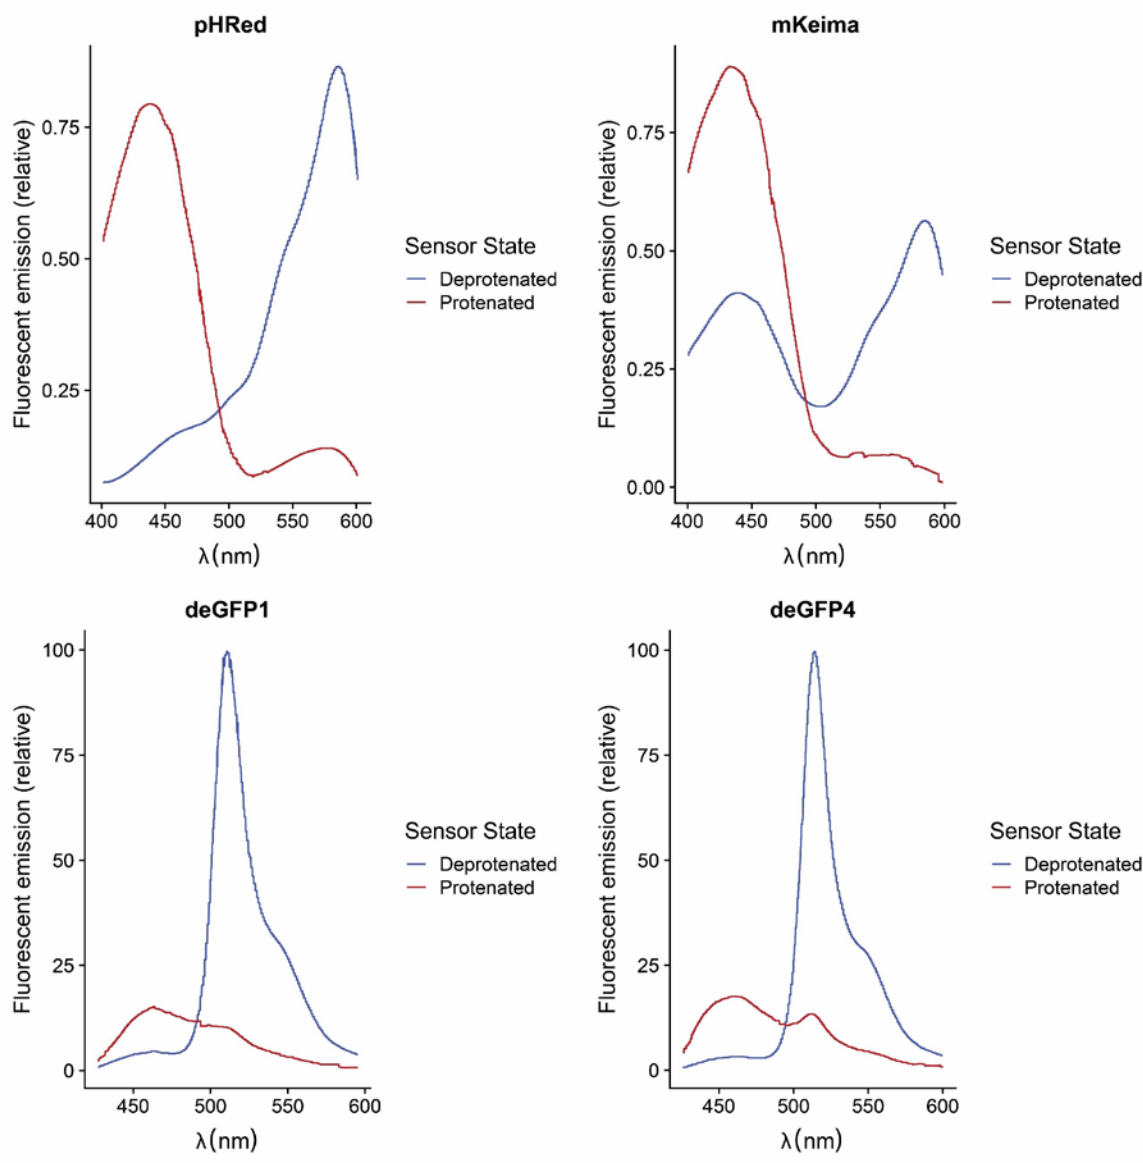 pHRed
Fluorescent emission (relative)
0.75
0.50
0.25
400 450 500 550 600
λ(nm)
Sensor State
Deprotenated
Protenated
mKeima
Fluorescent emission (relative)
0.75
0.50
0.25
0.00
400 450 500 550 600
λ(nm)
Sensor State
Deprotenated
Protenated
deGFP1
Fluorescent emission (relative)
100
75
50
25
0
450 500 550 600
λ(nm)
Sensor State
Deprotenated
Protenated
deGFP4
Fluorescent emission (relative)
100
75
50
25
0
450 500 550 600
λ(nm)
Sensor State
Deprotenated
Protenated